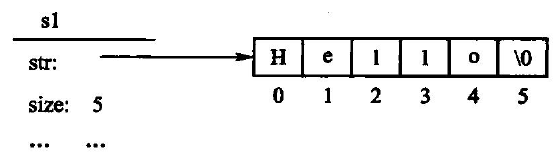 s1
str:
H e l l o \0
0 1 2 3 4 5
size: 5
... ...